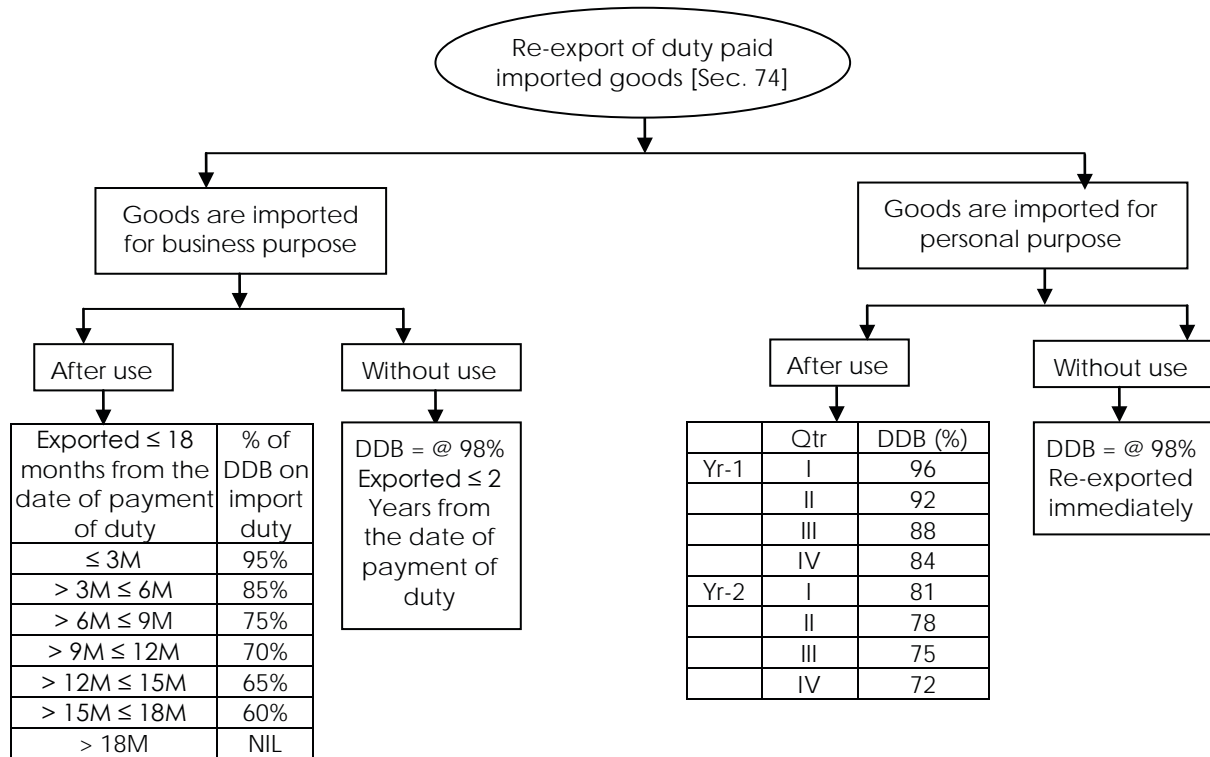 Re-export of duty paid
imported goods [Sec. 74]
Goods are imported
for business purpose
Goods are imported for
personal purpose
After use
Without use
After use
Without use
Exported ≤ 18
months from the
date of payment
of duty
% of
DDB on
import
duty
≤ 3M 95%
> 3M ≤ 6M 85%
> 6M ≤ 9M 75%
> 9M ≤ 12M 70%
> 12M ≤ 15M 65%
> 15M ≤ 18M 60%
> 18M NIL
DDB = @ 98%
Exported ≤ 2
Years from
the date of
payment of
duty
Qtr DDB (%)
Yr-1 I 96
II 92
III 88
IV 84
Yr-2 I 81
II 78
III 75
IV 72
DDB = @ 98%
Re-exported
immediately